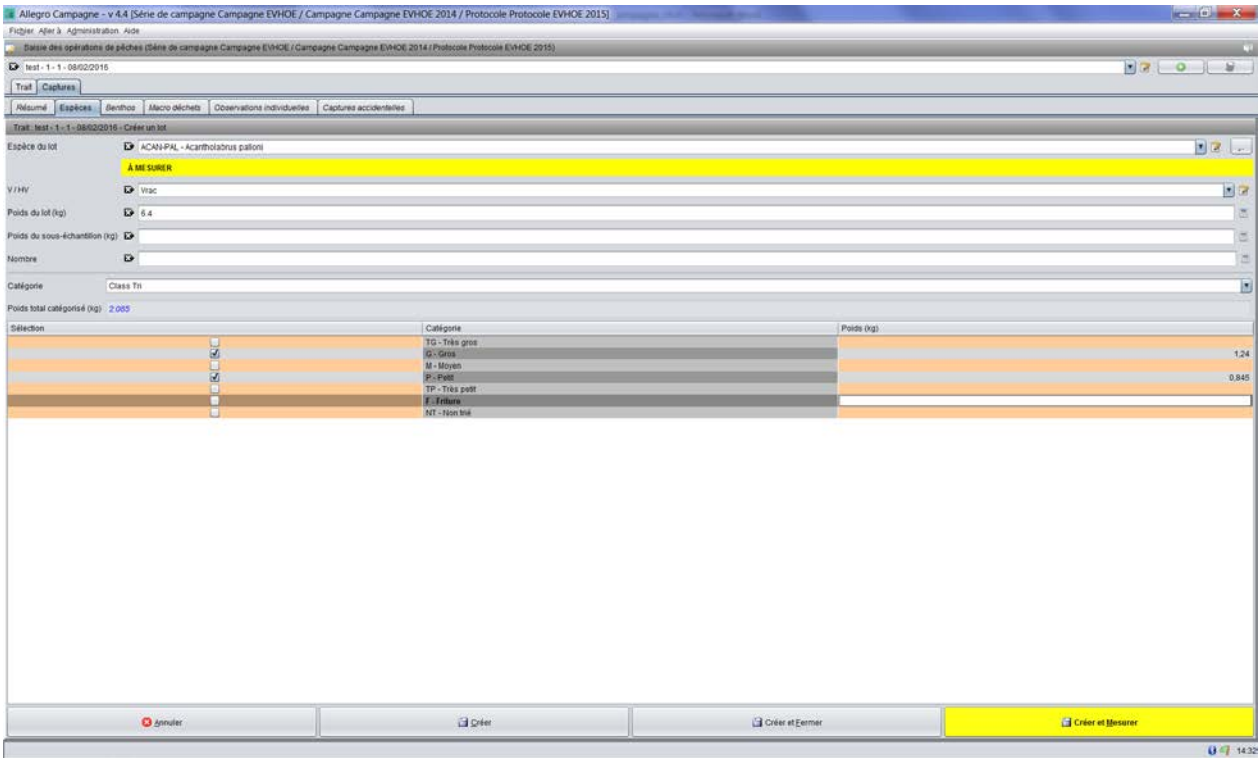 Allegro Campagne - v 4.4 [Série de campagne Campagne EVHOE / Campagne Campagne EVHOE 2014 / Protocole Protocole EVHOE 2015]
Fichier Aller à Administration Aide
Saisie des opérations de pêches (Série de campagne Campagne EVHOE / Campagne Campagne EVHOE 2014 / Protocole Protocole EVHOE 2015)
test - 1 - 1 - 08/02/2016
Trait Captures
Résumé Espèces Benthos Macro déchets Observations individuelles Captures accidentelles
Trait : test - 1 - 1 - 08/02/2016 - Créer un lot
Espèce du lot ACAN-PAL - Acantholabrus palloni ...
À MESURER
V / HV Vrac
Poids du lot (kg) 6.4
Poids du sous-échantillon (kg)
Nombre
Catégorie Class Tri
Poids total catégorisé (kg) 2.085
Sélection Catégorie Poids (kg)
TG - Très gros
G - Gros 1,24
M - Moyen
P - Petit 0,845
TP - Très petit
F - Friture
NT - Non trié
Annuler Créer Créer et Fermer Créer et Mesurer
14:32